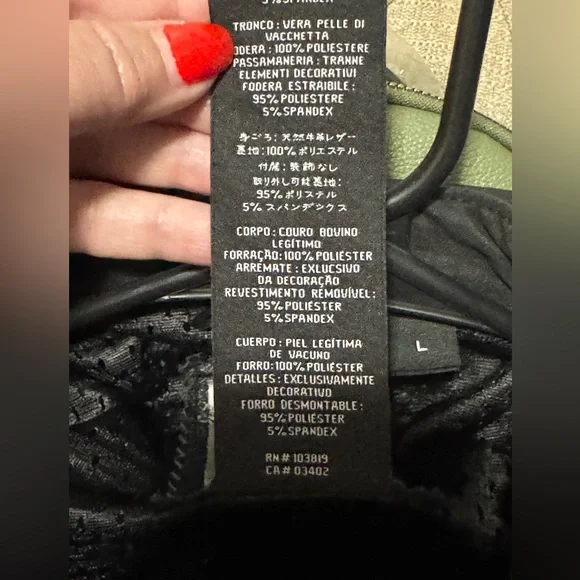 5% SPANDEX
TRONCO : VERA PELLE DI
VACCHETTA
ODERA : 100% POLIESTERE
PASSAMANERIA : TRANNE
ELEMENTI DECORATIVI
FODERA ESTRAIBILE :
95% POLIESTERE
5% SPANDEX
身ごろ : 天然牛革レザー
裏地:100%ポリエステル
付属 : 装飾なし
取り外し可能裏地:
95%ポリステル
5% スパンデックス
CORPO : COURO BOVINO
LEGÍTIMO
FORRAÇÃO: 100% POLIÉSTER
ARREMATE : EXLUCSIVO
DA DECORAÇÃO
REVESTIMENTO REMOVÍVEL :
95% POLIÉSTER
5% SPANDEX
CUERPO : PIEL LEGÍTIMA
DE VACUNO
FORRO: 100% POLIÉSTER
DETALLES : EXCLUSIVAMENTE
DECORATIVO
FORRO DESMONTABLE :
95% POLIÉSTER
5% SPANDEX
RN# 103819
CA# 03402
L